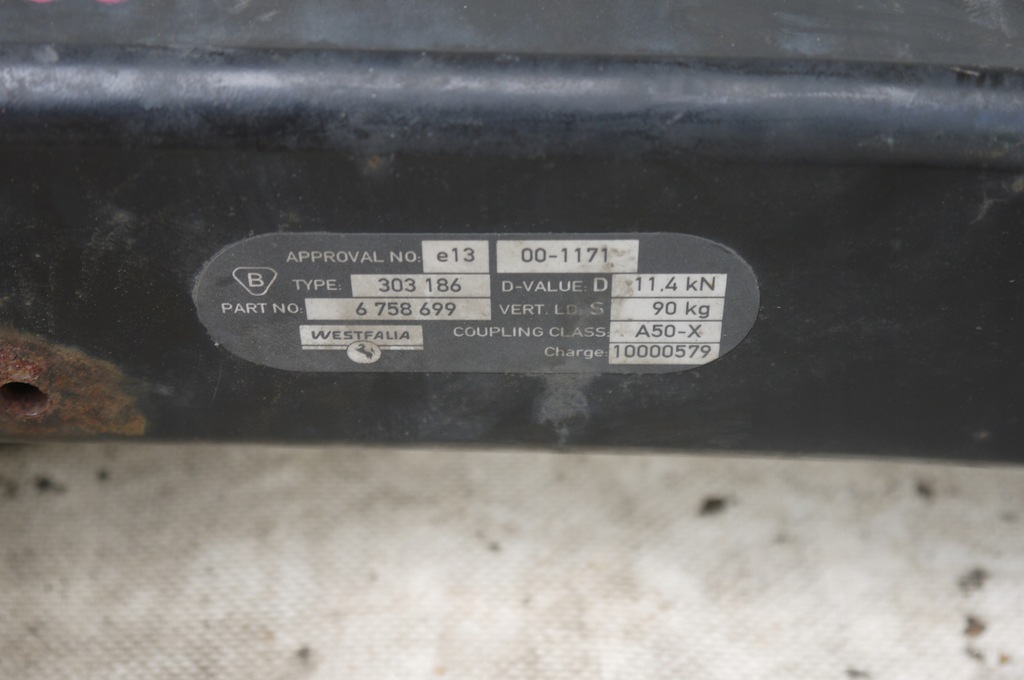 APPROVAL NO: e13 00-1171
B TYPE: 303 186 D-VALUE: D 11.4 kN
PART NO: 6 758 699 VERT. LD: S 90 kg
WESTFALIA COUPLING CLASS: A50-X
Charge: 10000579